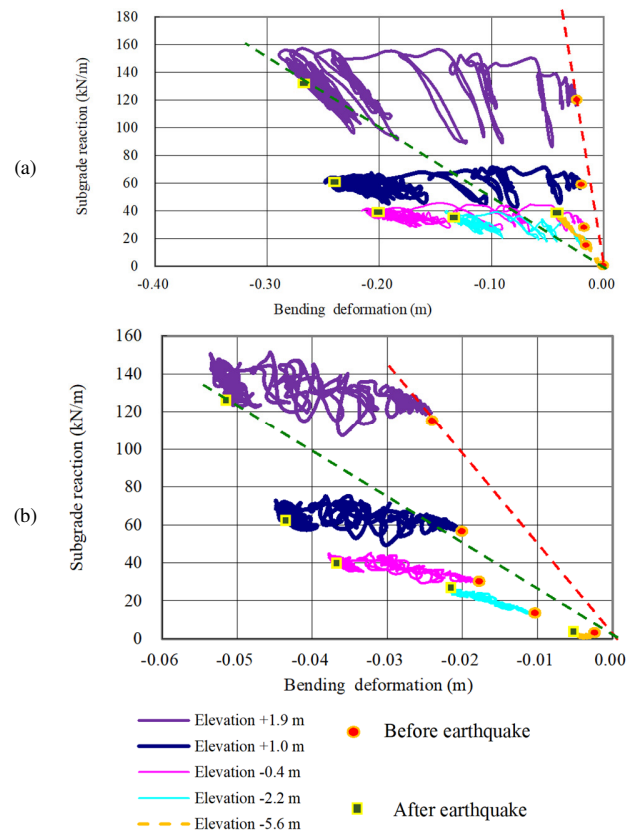 (a)
Subgrade reaction (kN/m)
180
160
140
120
100
80
60
40
20
0
-0.40 -0.30 -0.20 -0.10 0.00
Bending deformation (m)
(b)
Subgrade reaction (kN/m)
160
140
120
100
80
60
40
20
0
-0.06 -0.05 -0.04 -0.03 -0.02 -0.01 0.00
Bending deformation (m)
Elevation +1.9 m
Elevation +1.0 m
Elevation -0.4 m
Elevation -2.2 m
Elevation -5.6 m
Before earthquake
After earthquake